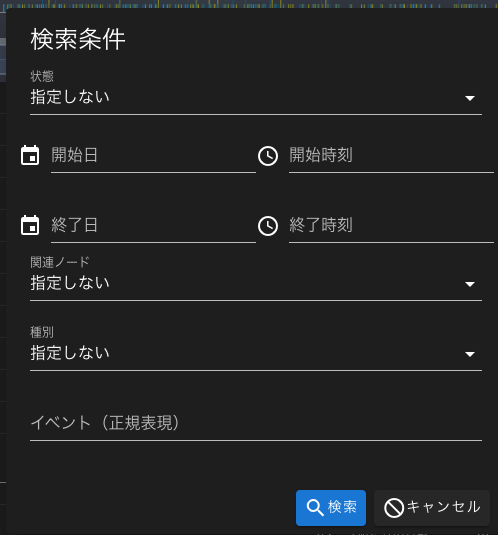 検索条件
状態
指定しない
開始日 開始時刻
終了日 終了時刻
関連ノード
指定しない
種別
指定しない
イベント（正規表現）
検索 キャンセル